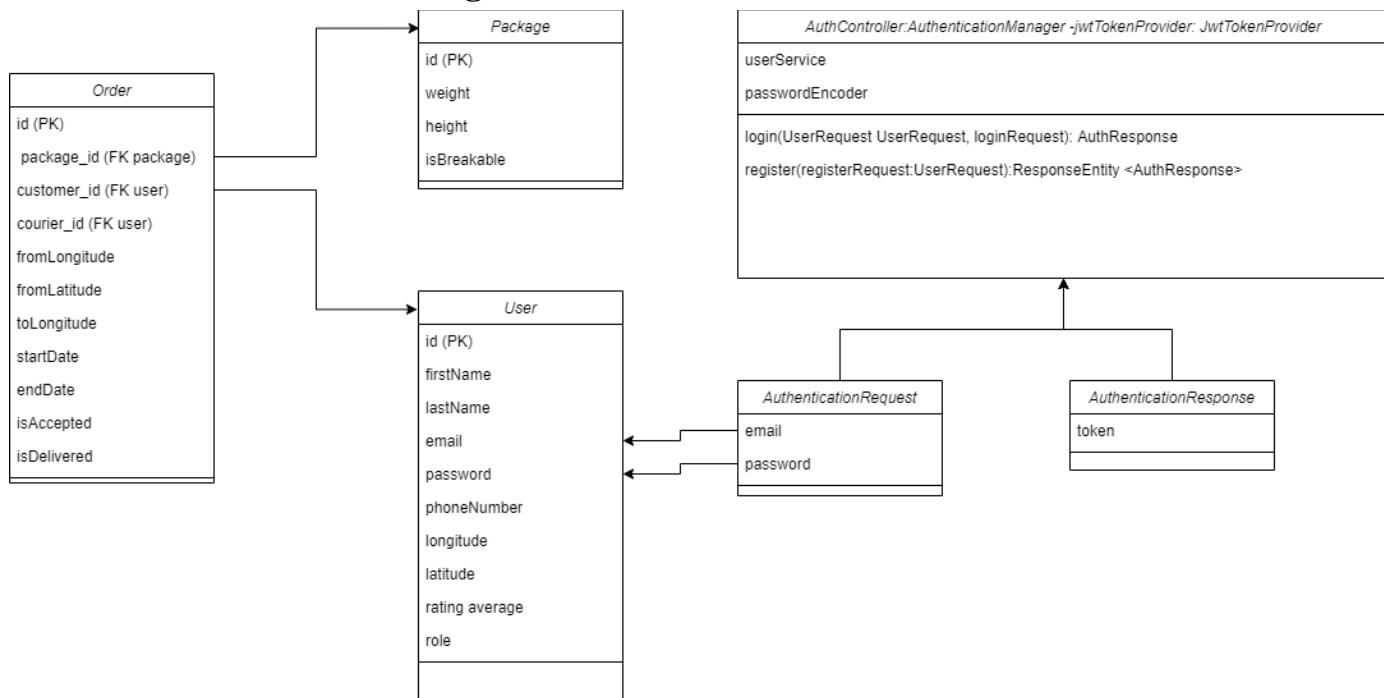 Order
id (PK)
package_id (FK package)
customer_id (FK user)
courier_id (FK user)
fromLongitude
fromLatitude
toLongitude
startDate
endDate
isAccepted
isDelivered
Package
id (PK)
weight
height
isBreakable
User
id (PK)
firstName
lastName
email
password
phoneNumber
longitude
latitude
rating average
role
AuthController:AuthenticationManager -jwtTokenProvider: JwtTokenProvider
userService
passwordEncoder
login(UserRequest UserRequest, loginRequest): AuthResponse
register(registerRequest:UserRequest):ResponseEntity <AuthResponse>
AuthenticationRequest
email
password
AuthenticationResponse
token